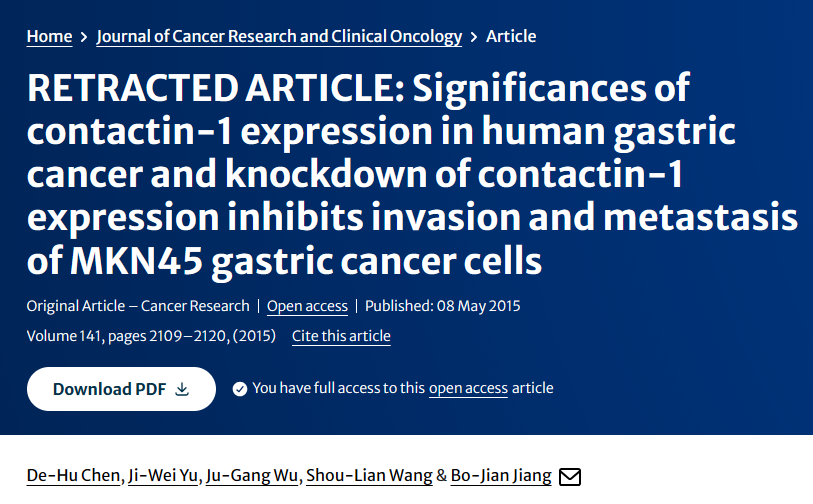 Home > Journal of Cancer Research and Clinical Oncology > Article
RETRACTED ARTICLE: Significances of
contactin-1 expression in human gastric
cancer and knockdown of contactin-1
expression inhibits invasion and metastasis
of MKN45 gastric cancer cells
Original Article – Cancer Research | Open access | Published: 08 May 2015
Volume 141, pages 2109–2120, (2015) Cite this article
Download PDF You have full access to this open access article
De-Hu Chen, Ji-Wei Yu, Ju-Gang Wu, Shou-Lian Wang & Bo-Jian Jiang